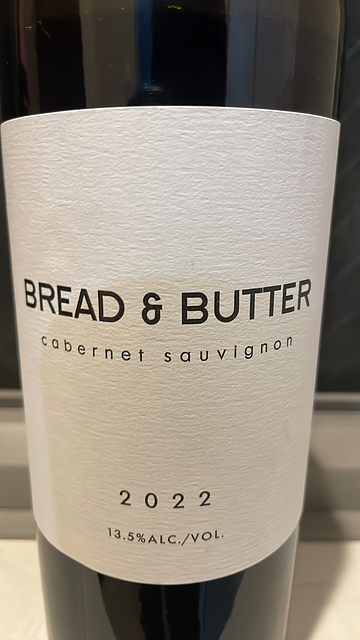 BREAD & BUTTER
cabernet sauvignon
2022
13.5%ALC./VOL.